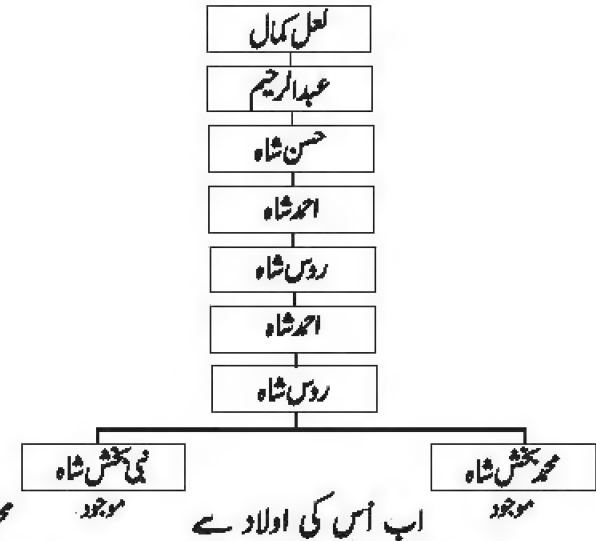 لعل کمال
عبدالرحیم
حسن شاہ
احمد شاہ
روس شاہ
احمد شاہ
روس شاہ
محمد بخش شاہ
نبی بخش شاہ
موجود
موجود
اب اُس کی اولاد سے